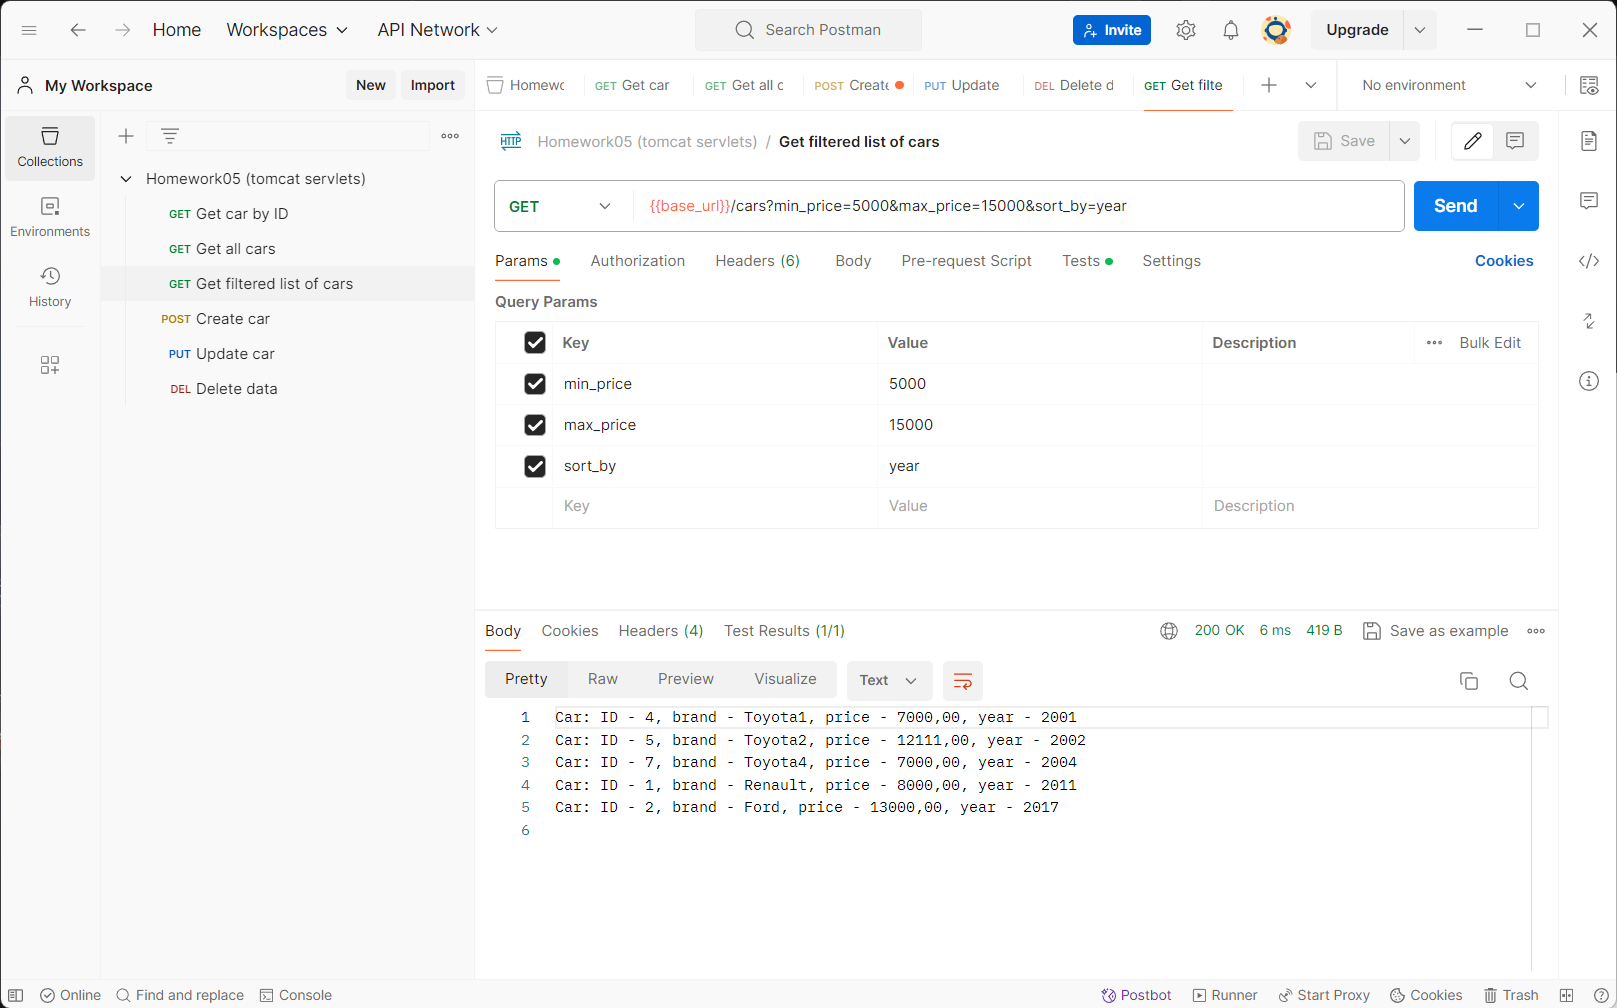 Home Workspaces API Network Search Postman Invite Upgrade
My Workspace New Import
Homewc GET Get car GET Get all c POST Create PUT Update DEL Delete d GET Get filte No environment
Collections
Environments
History
Homework05 (tomcat servlets)
GET Get car by ID
GET Get all cars
GET Get filtered list of cars
POST Create car
PUT Update car
DEL Delete data
HTTP Homework05 (tomcat servlets) / Get filtered list of cars Save
GET {{base_url}}/cars?min_price=5000&max_price=15000&sort_by=year Send
Params Authorization Headers (6) Body Pre-request Script Tests Settings Cookies
Query Params
Key Value Description Bulk Edit
min_price 5000
max_price 15000
sort_by year
Key Value Description
Body Cookies Headers (4) Test Results (1/1) 200 OK 6 ms 419 B Save as example
Pretty Raw Preview Visualize Text
1 Car: ID - 4, brand - Toyota1, price - 7000,00, year - 2001
2 Car: ID - 5, brand - Toyota2, price - 12111,00, year - 2002
3 Car: ID - 7, brand - Toyota4, price - 7000,00, year - 2004
4 Car: ID - 1, brand - Renault, price - 8000,00, year - 2011
5 Car: ID - 2, brand - Ford, price - 13000,00, year - 2017
6
Online Find and replace Console Postbot Runner Start Proxy Cookies Trash